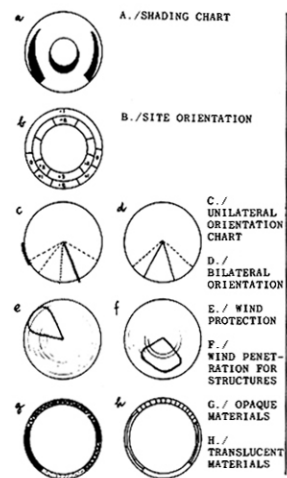 a
A./SHADING CHART
b
B./SITE ORIENTATION
c
d
C./
UNILATERAL
ORIENTATION
CHART
D./
BILATERAL
ORIENTATION
e
f
E./ WIND
PROTECTION
F./
WIND PENET-
RATION FOR
STRUCTURES
g
h
G./ OPAQUE
MATERIALS
H./
TRANSLUCENT
MATERIALS